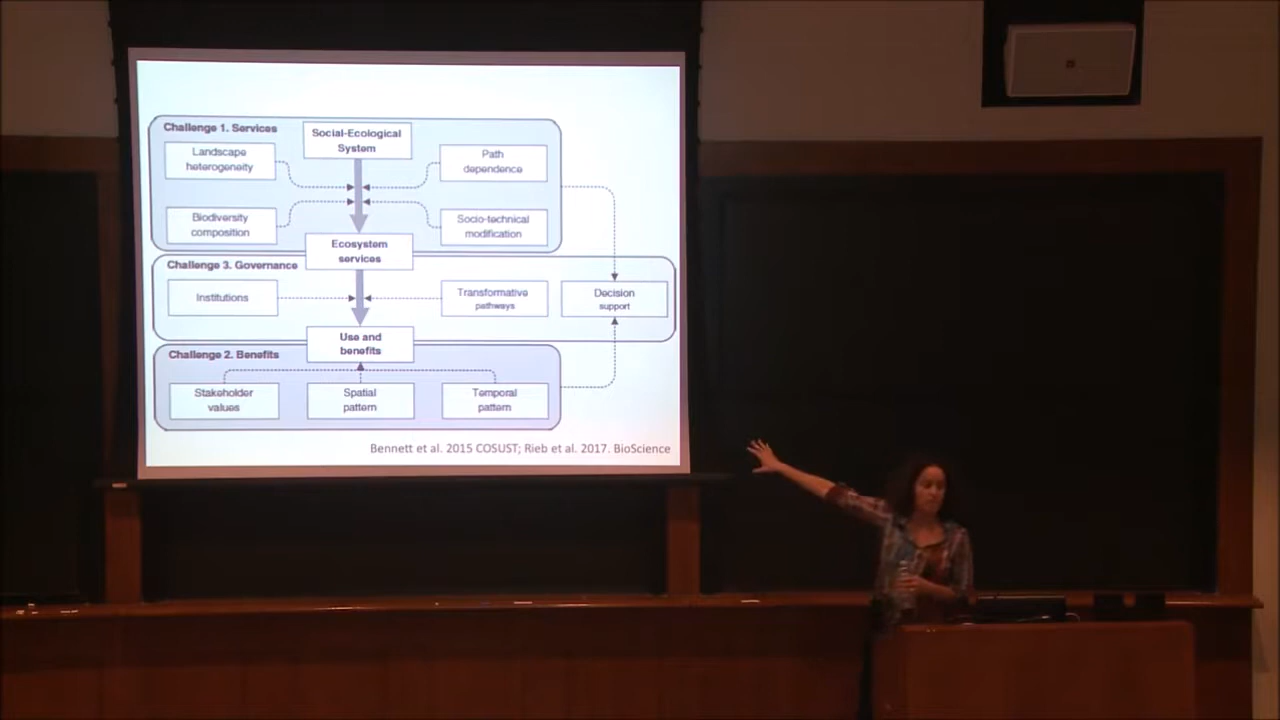 Challenge 1. Services
Social-Ecological
System
Landscape
heterogeneity
Path
dependence
Biodiversity
composition
Socio-technical
modification
Ecosystem
services
Challenge 3. Governance
Institutions
Transformative
pathways
Decision
support
Use and
benefits
Challenge 2. Benefits
Stakeholder
values
Spatial
pattern
Temporal
pattern
Bennett et al. 2015 COSUST; Rieb et al. 2017. BioScience